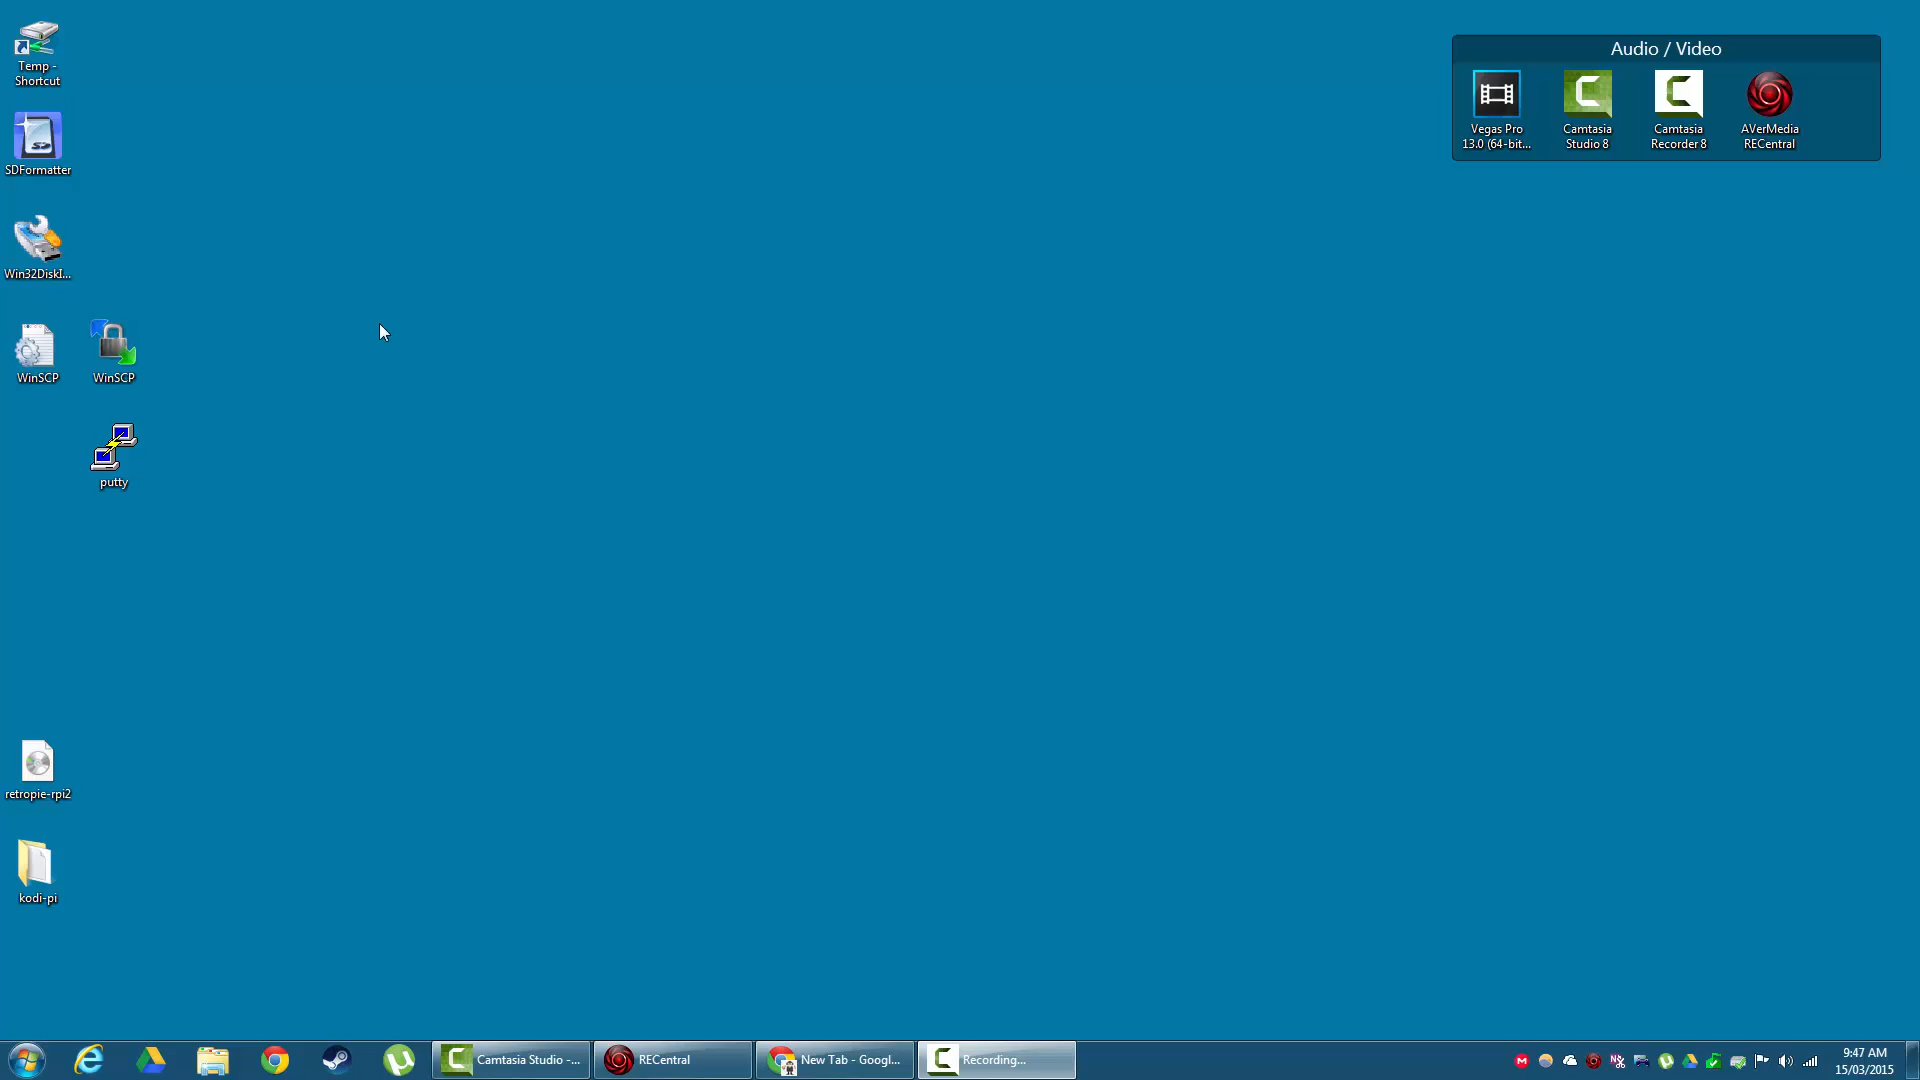 Temp -
Shortcut
SDFormatter
Win32DiskI...
WinSCP
WinSCP
putty
retropie-rpi2
kodi-pi
Audio / Video
Vegas Pro
13.0 (64-bit...
Camtasia
Studio 8
Camtasia
Recorder 8
AVerMedia
RECentral
Camtasia Studio -...
RECentral
New Tab - Googl...
Recording...
9:47 AM
15/03/2015